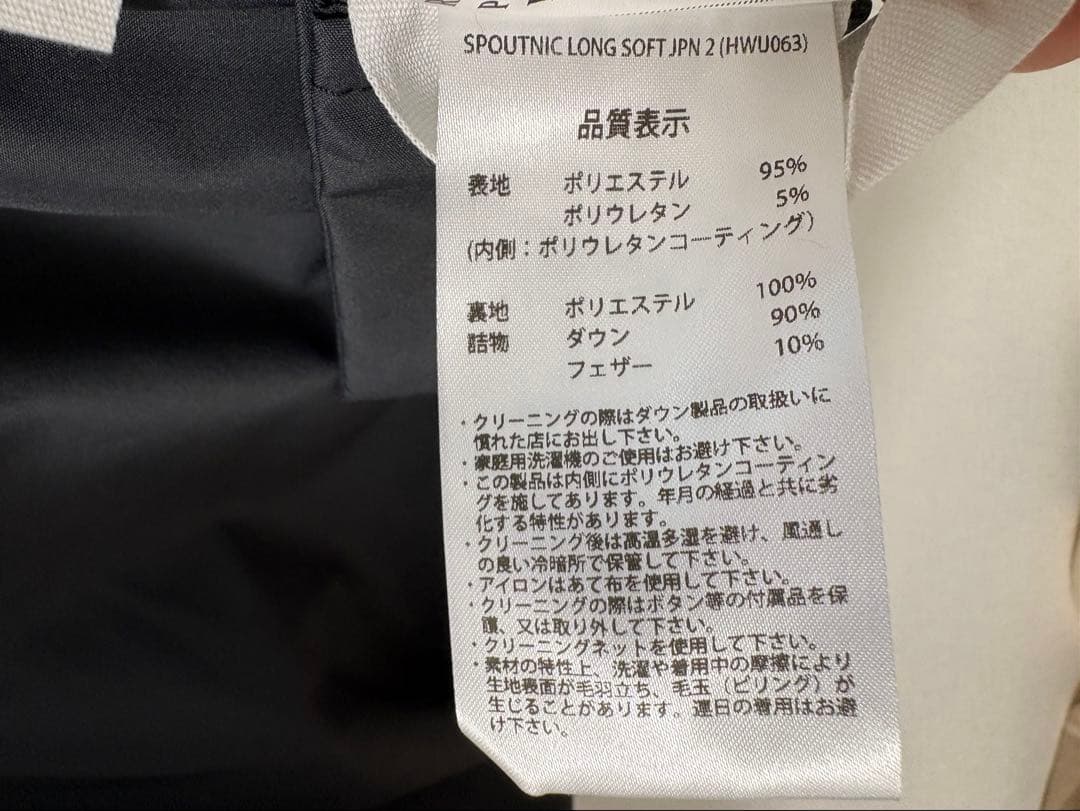 SPOUTNIC LONG SOFT JPN 2 (HWU063)
品質表示
表地 ポリエステル 95%
ポリウレタン 5%
(内側：ポリウレタンコーティング)
裏地 ポリエステル 100%
詰物 ダウン 90%
フェザー 10%
・クリーニングの際はダウン製品の取扱いに
慣れた店にお出し下さい。
・家庭用洗濯機のご使用はお避け下さい。
・この製品は内側にポリウレタンコーティン
グを施してあります。年月の経過と共に劣
化する特性があります。
・クリーニング後は高温多湿を避け、風通し
の良い冷暗所で保管して下さい。
・アイロンはあて布を使用して下さい。
・クリーニングの際はボタン等の付属品を保
護、又は取り外して下さい。
・クリーニングネットを使用して下さい。
・素材の特性上、洗濯や着用中の摩擦により
生地表面が毛羽立ち、毛玉（ピリング）が
生じることがあります。連日の着用はお避
け下さい。